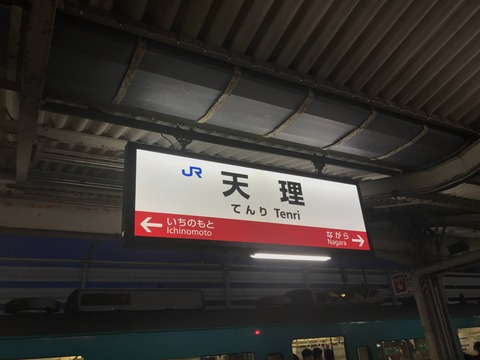 JR
天理
てんり Tenri
← いちのもと
Ichinomoto
ながら →
Nagara